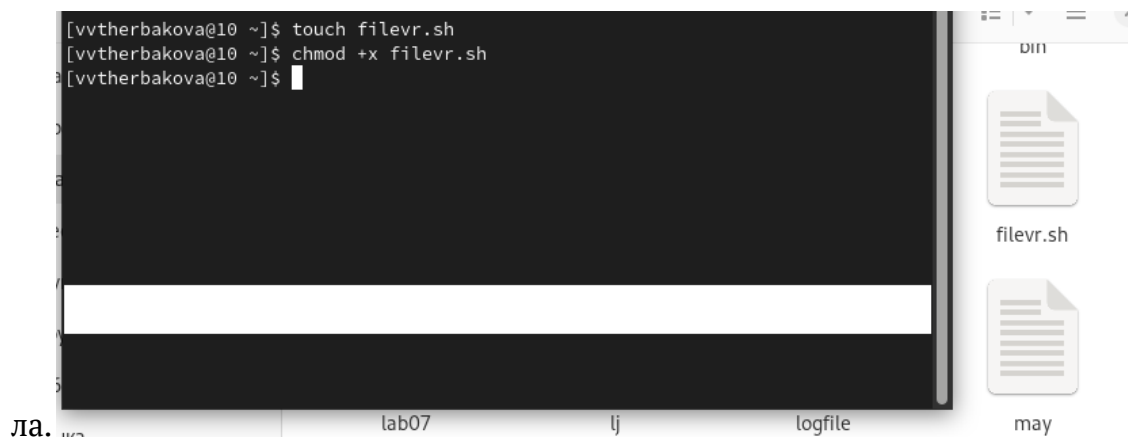 [vvtherbakova@10 ~]$ touch filevr.sh
[vvtherbakova@10 ~]$ chmod +x filevr.sh
[vvtherbakova@10 ~]$
bin
filevr.sh
ла.
lab07 lj logfile may